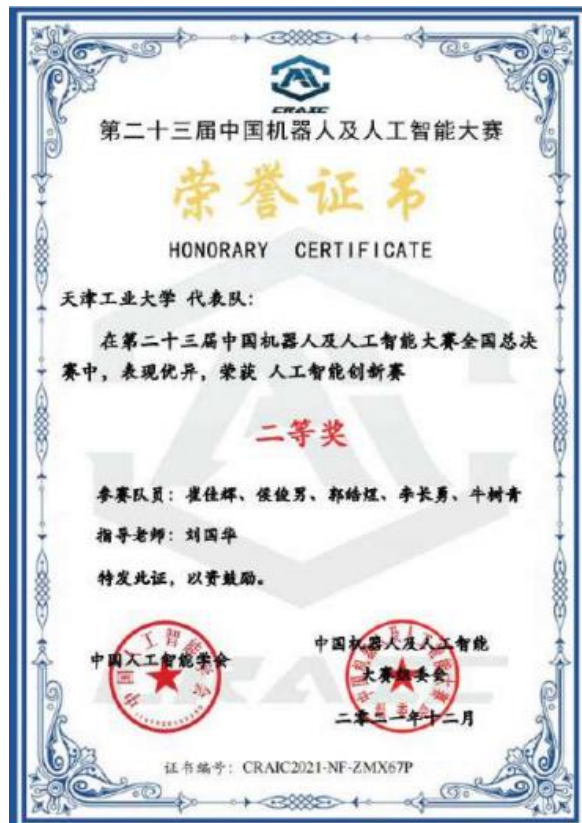 CRAIC
第二十三届中国机器人及人工智能大赛
荣誉证书
HONORARY CERTIFICATE
天津工业大学 代表队：
在第二十三届中国机器人及人工智能大赛全国总决
赛中，表现优异，荣获 人工智能创新赛
二等奖
参赛队员：崔佳辉、侯俊男、郭皓煜、李长勇、牛树青
指导老师：刘国华
特发此证，以资鼓励。
中国人工智能学会
中国机器人及人工智能
大赛组委会
二零二一年十二月
证书编号：CRAIC2021-NF-ZMX67P